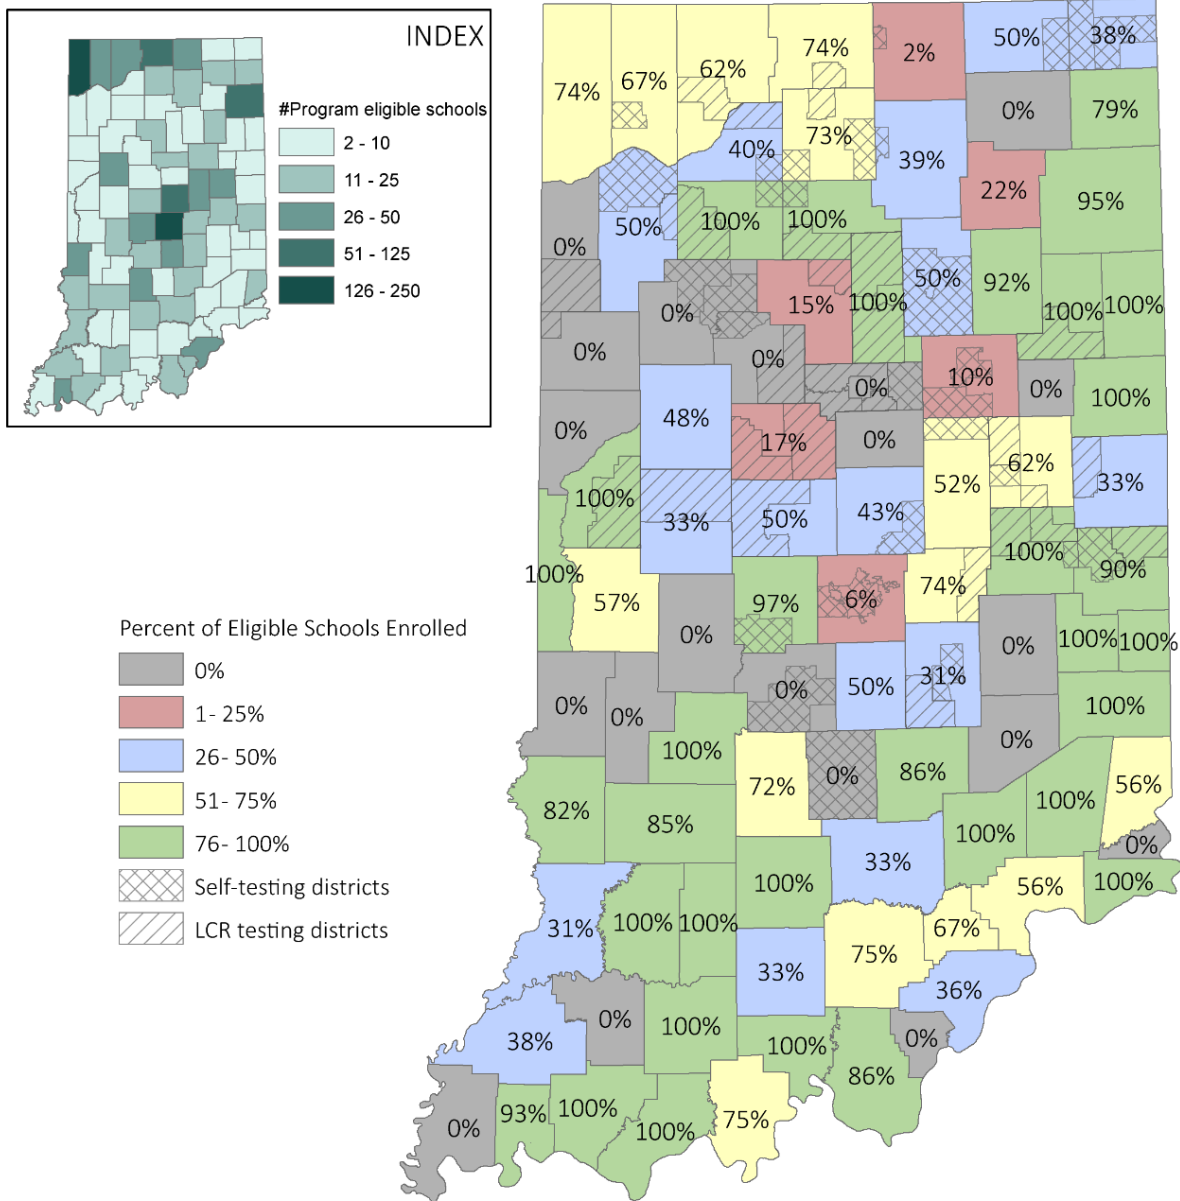 INDEX
#Program eligible schools
2 - 10
11 - 25
26 - 50
51 - 125
126 - 250
Percent of Eligible Schools Enrolled
0%
1- 25%
26- 50%
51- 75%
76- 100%
Self-testing districts
LCR testing districts
74% 67% 62% 74% 2% 50% 38%
0% 79%
40% 73% 39%
22% 95%
0% 50% 100% 100%
50% 92%
0% 15% 100% 100% 100%
0% 0%
0% 10% 0% 100%
0% 48% 17% 0%
52% 62% 33%
100% 33% 50% 43%
100% 57% 97% 6% 74% 100% 90%
0% 0% 100% 100%
0% 0% 0% 50% 31% 100%
100% 0%
82% 85% 72% 0% 86% 100% 56%
100% 0%
100% 33% 56% 100%
31% 100% 100% 67%
33% 75% 36%
38% 0% 100% 100% 0%
86%
0% 93% 100% 100% 75%